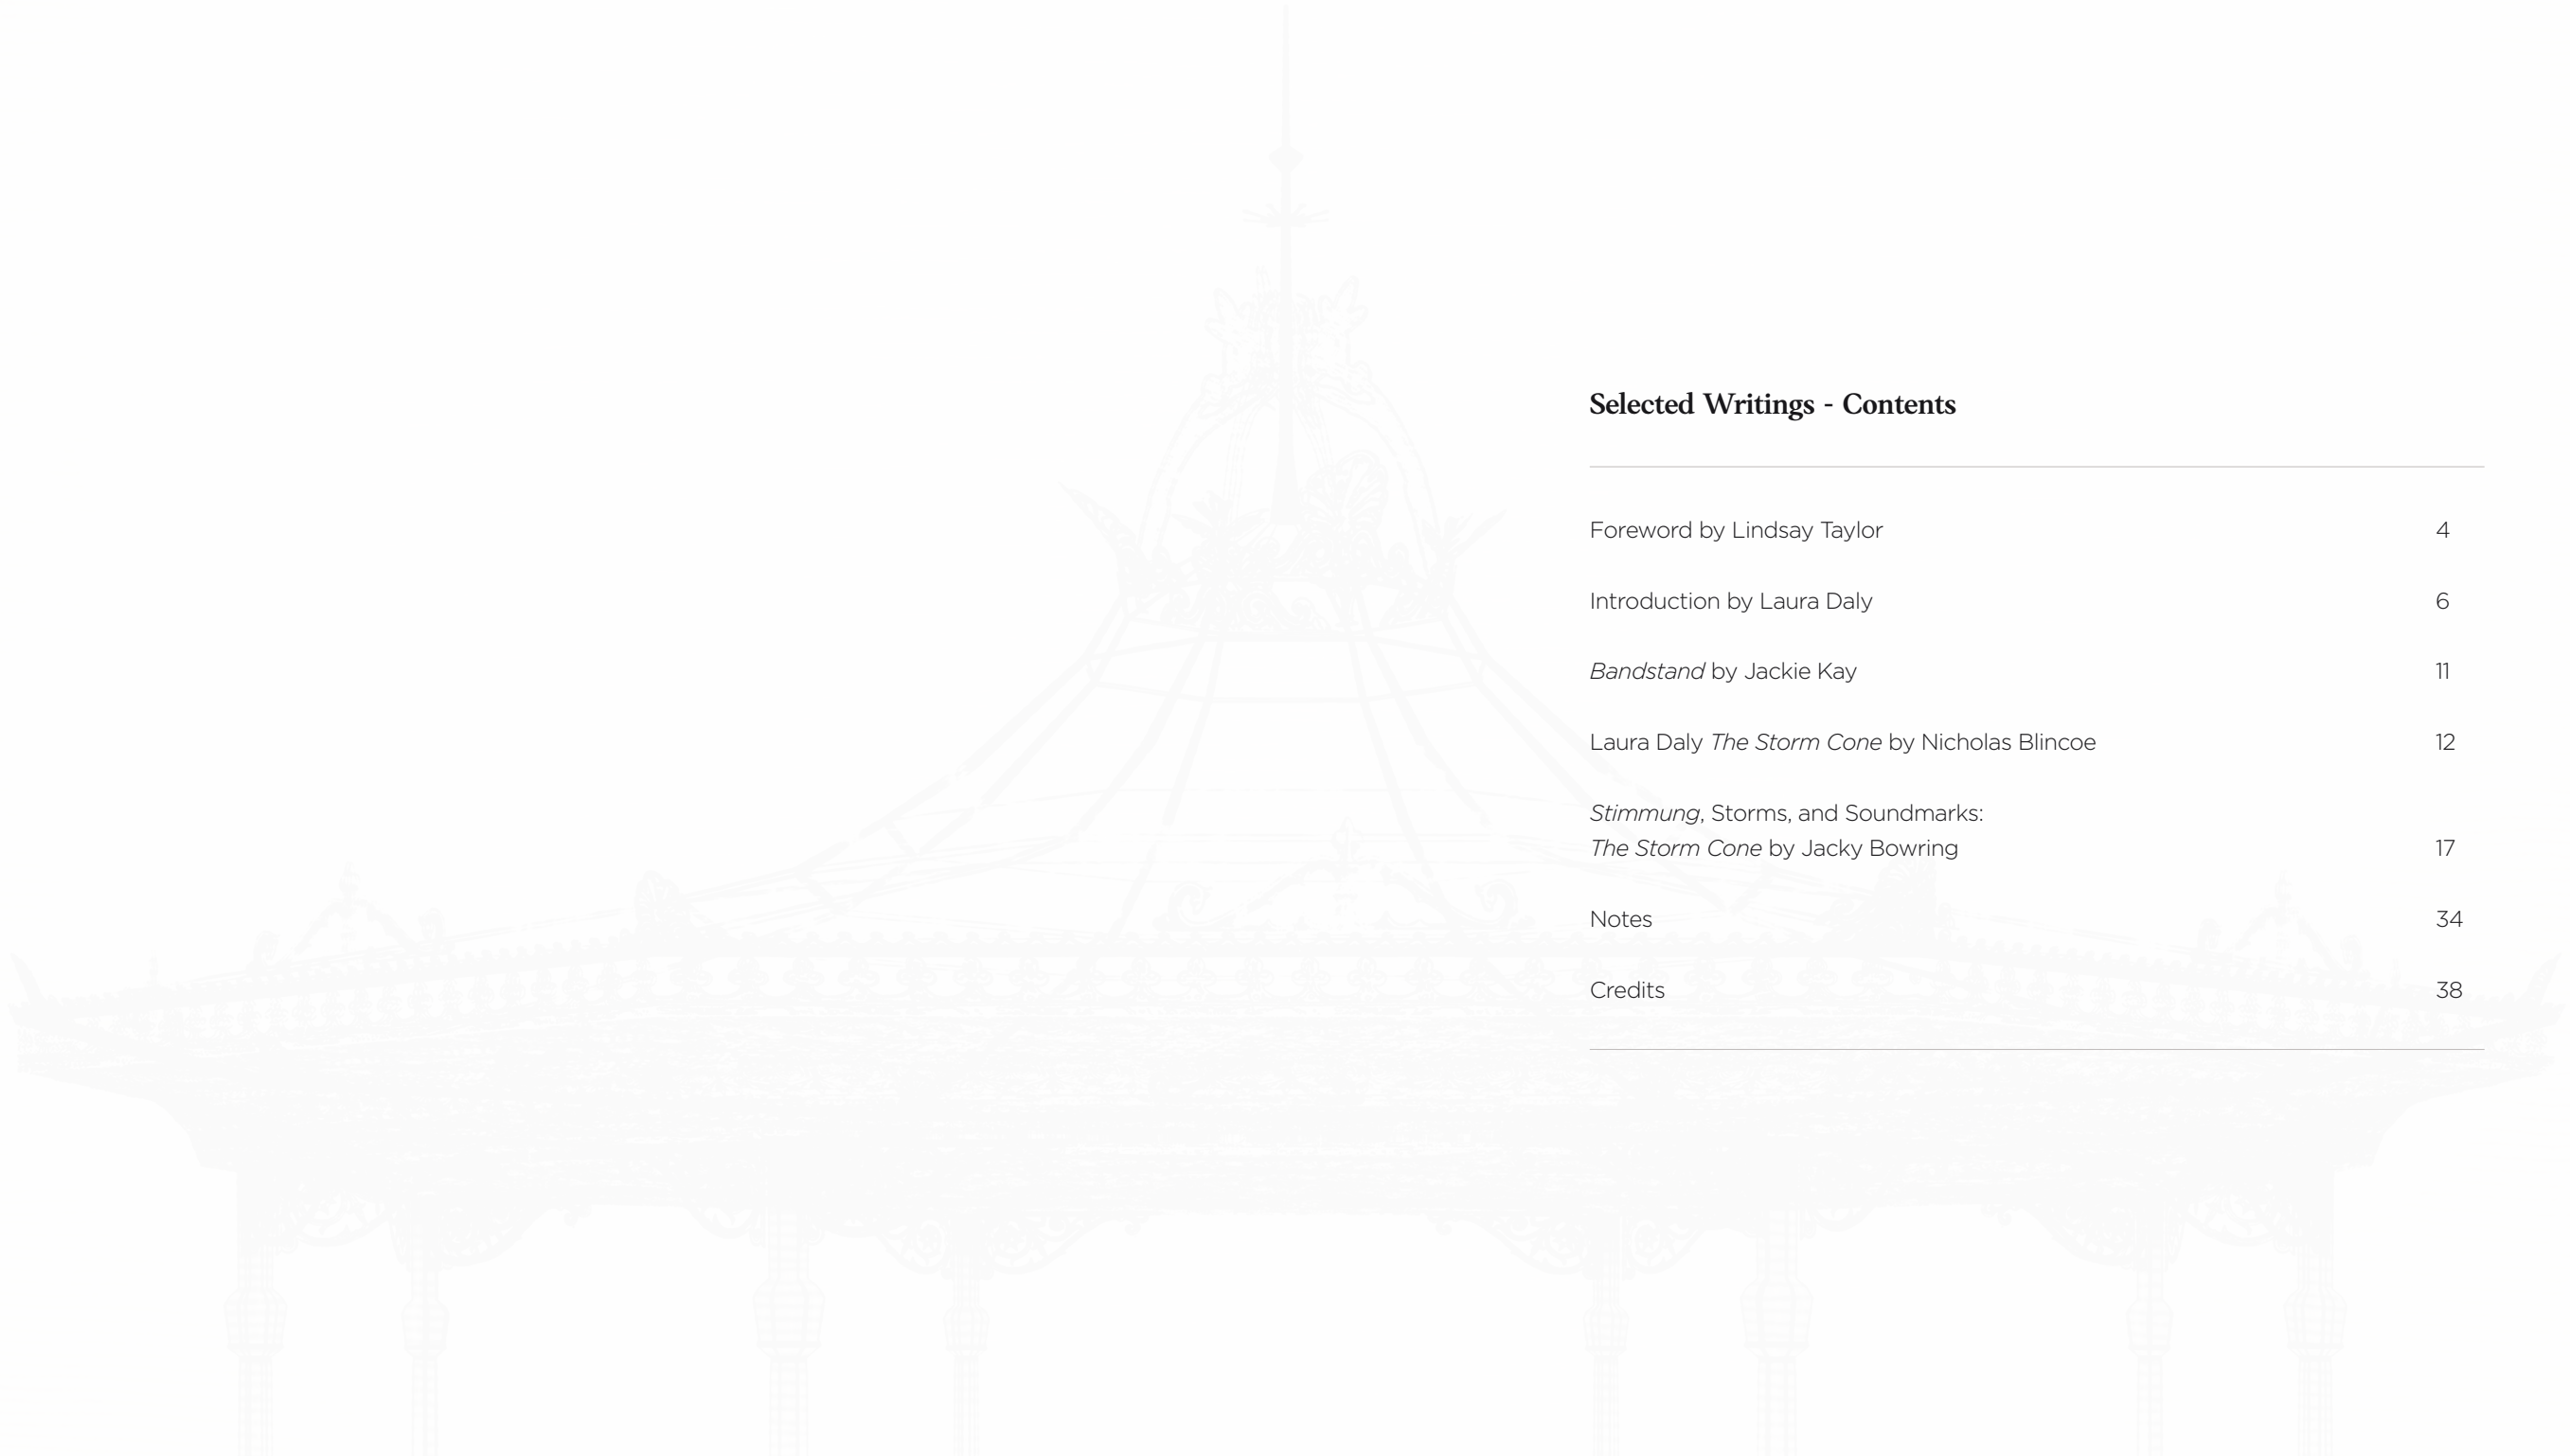 Selected Writings - Contents
Foreword by Lindsay Taylor 4
Introduction by Laura Daly 6
Bandstand by Jackie Kay 11
Laura Daly The Storm Cone by Nicholas Blincoe 12
Stimmung, Storms, and Soundmarks:
The Storm Cone by Jacky Bowring 17
Notes 34
Credits 38